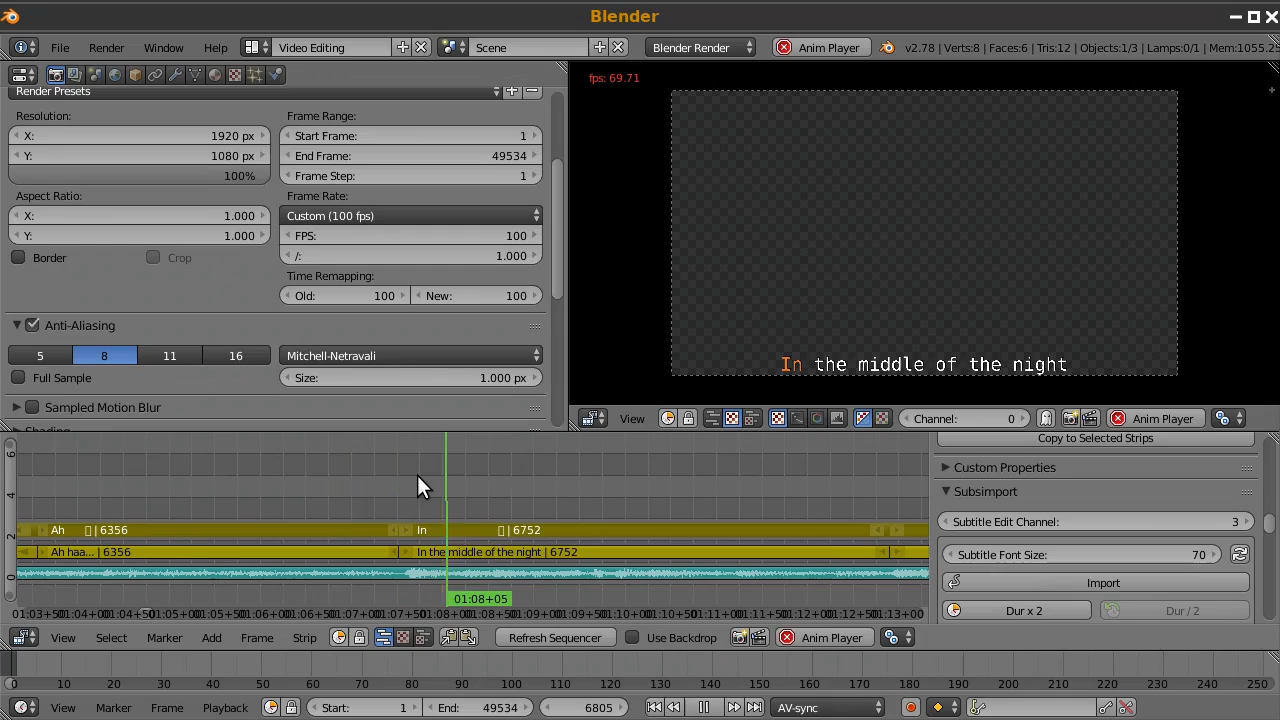 Blender
File Render Window Help Video Editing Scene Blender Render Anim Player v2.78 | Verts:8 | Faces:6 | Tris:12 | Objects:1/3 | Lamps:0/1 | Mem:1055.2
Render Presets
Resolution:
X: 1920 px
Y: 1080 px
100%
Aspect Ratio:
X: 1.000
Y: 1.000
Border Crop
Frame Range:
Start Frame: 1
End Frame: 49534
Frame Step: 1
Frame Rate:
Custom (100 fps)
FPS: 100
/: 1.000
Time Remapping:
Old: 100 New: 100
Anti-Aliasing
5 8 11 16
Mitchell-Netravali
Full Sample
Size: 1.000 px
Sampled Motion Blur
Shading
fps: 69.71
In the middle of the night
View Channel: 0 Anim Player
6
4
2
0
Ah | 6356 In | 6752
Ah haa... | 6356 In the middle of the night | 6752
01:08+05
View Select Marker Add Frame Strip Refresh Sequencer Use Backdrop Anim Player
Copy to Selected Strips
Custom Properties
Subsimport
Subtitle Edit Channel: 3
Subtitle Font Size: 70
Import
Dur x 2 Dur / 2
0 10 20 30 40 50 60 70 80 90 100 110 120 130 140 150 160 170 180 190 200 210 220 230 240 250
View Marker Frame Playback Start: 1 End: 49534 6805 AV-sync